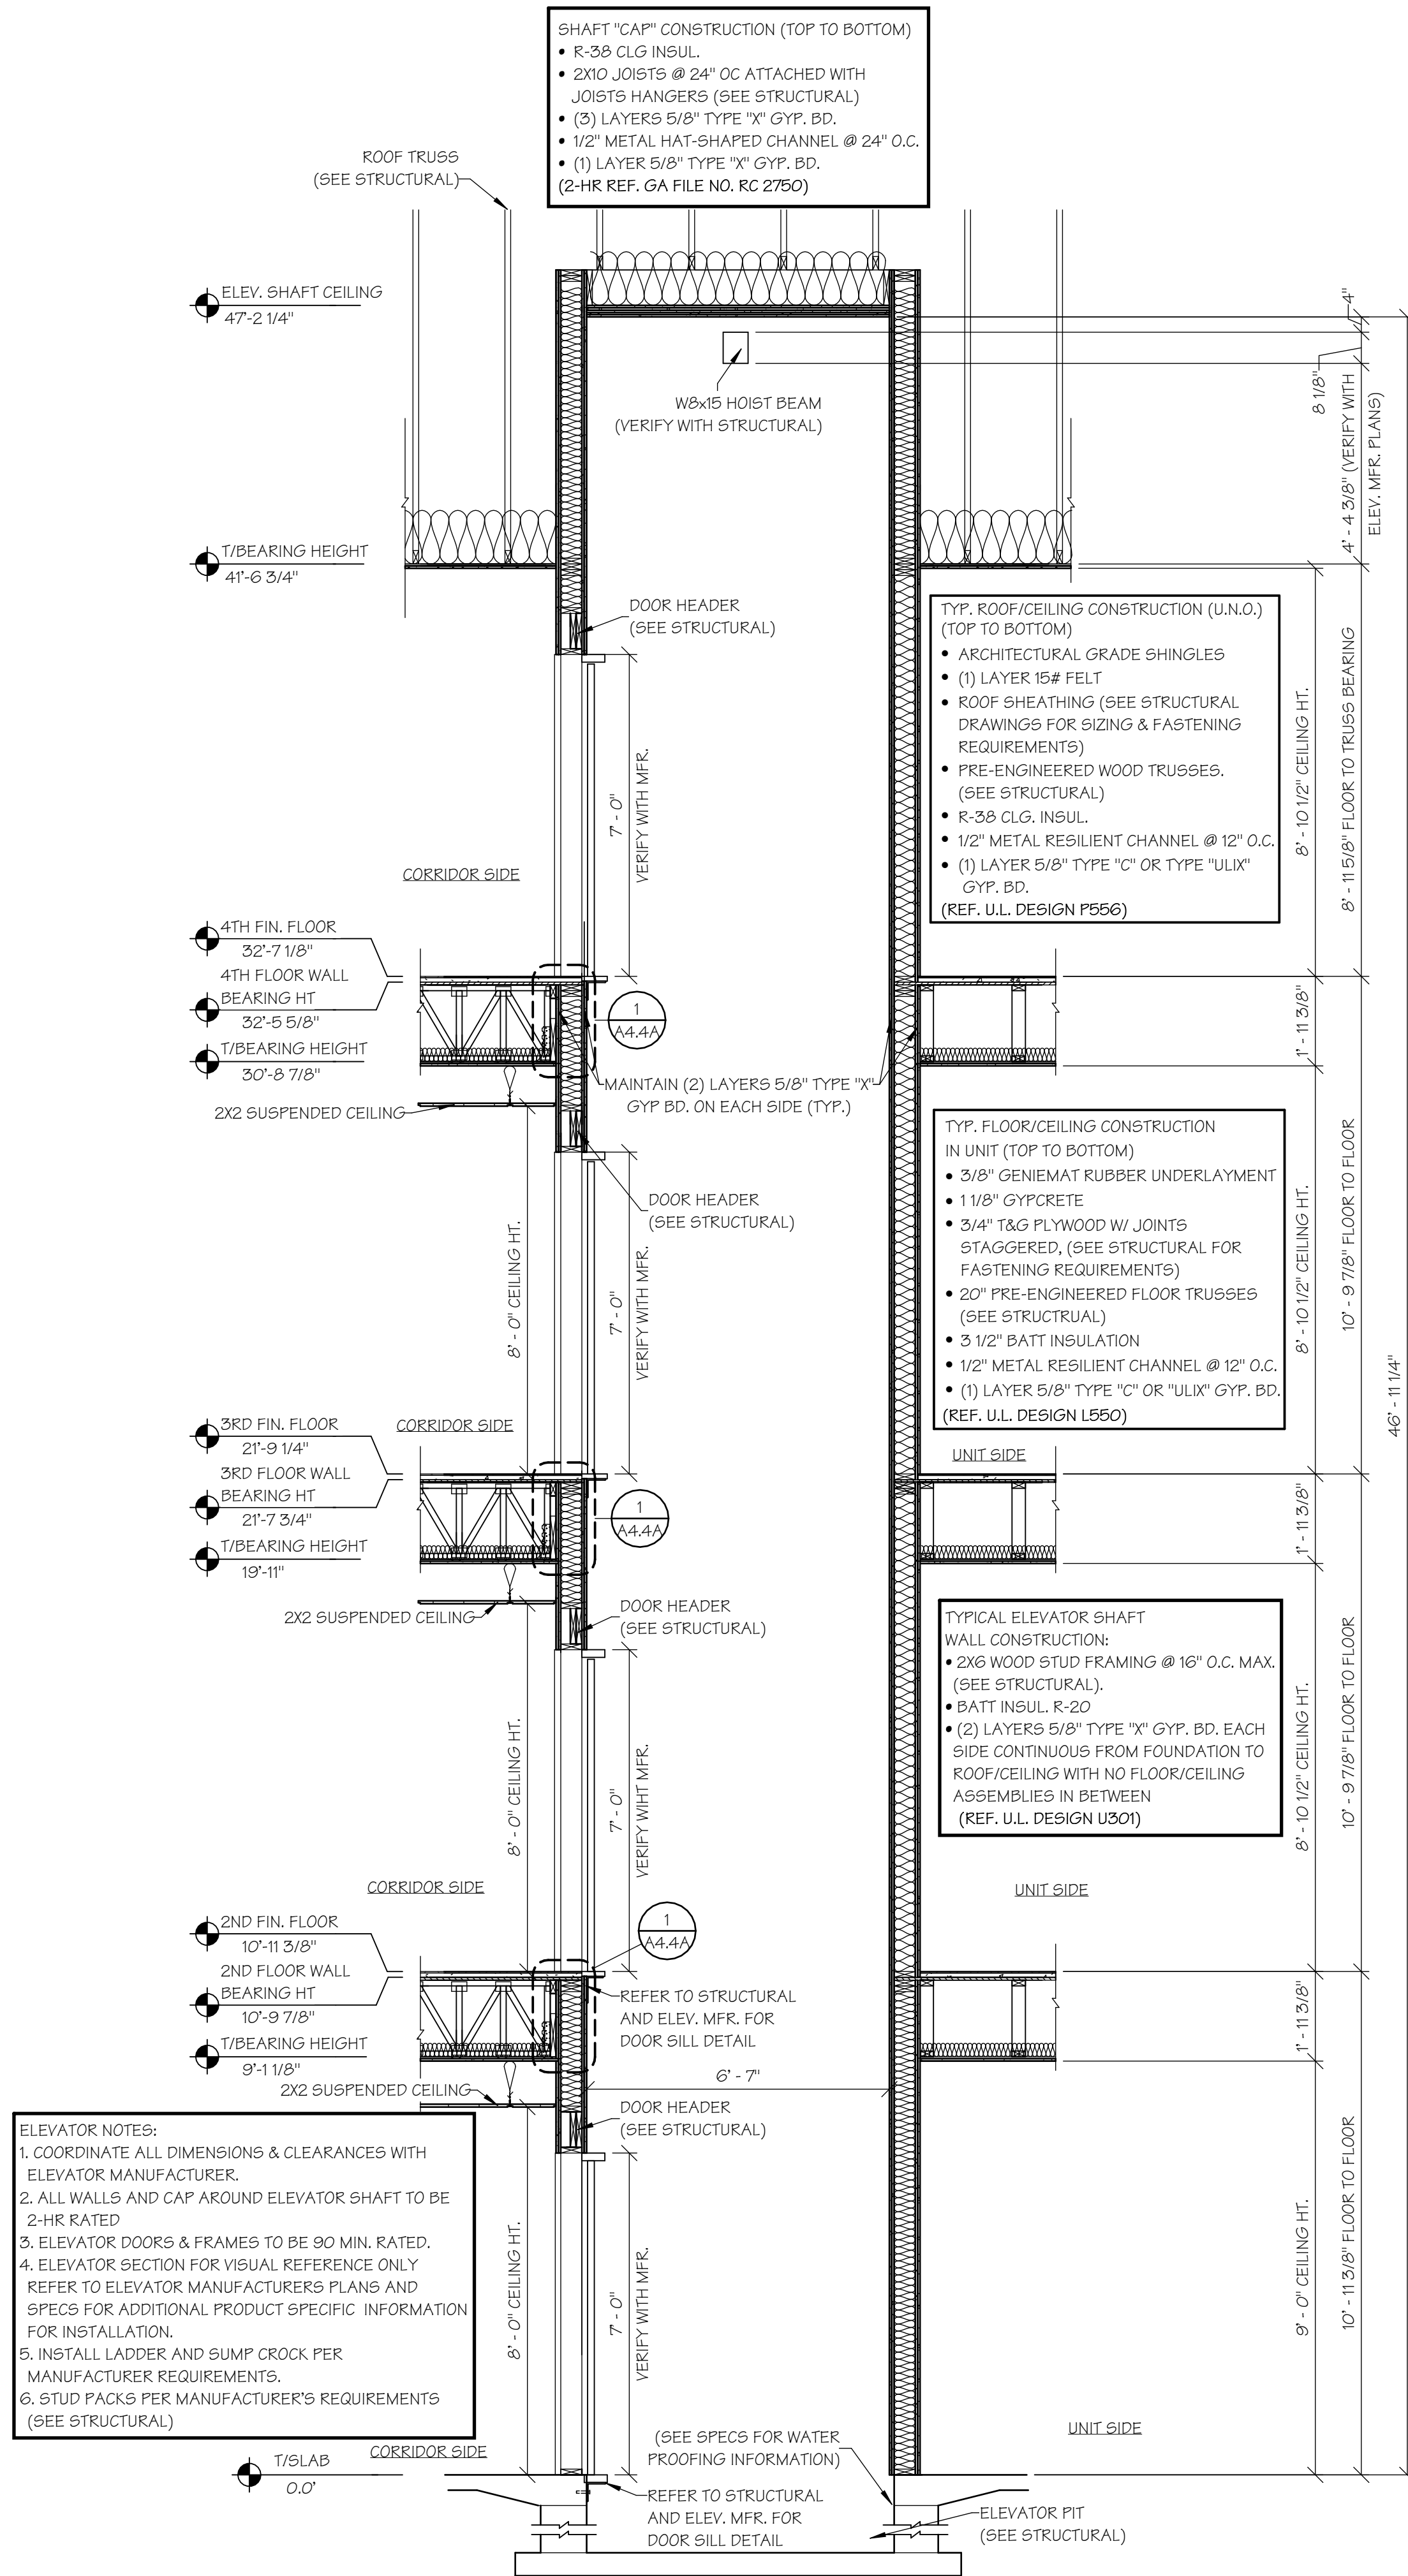 SHAFT "CAP" CONSTRUCTION (TOP TO BOTTOM)
• R-38 CLG INSUL.
• 2X10 JOISTS @ 24" OC ATTACHED WITH
JOISTS HANGERS (SEE STRUCTURAL)
• (3) LAYERS 5/8" TYPE "X" GYP. BD.
• 1/2" METAL HAT-SHAPED CHANNEL @ 24" O.C.
• (1) LAYER 5/8" TYPE "X" GYP. BD.
(2-HR REF. GA FILE NO. RC 2750)
ROOF TRUSS
(SEE STRUCTURAL)
ELEV. SHAFT CEILING
47'-2 1/4"
W8x15 HOIST BEAM
(VERIFY WITH STRUCTURAL)
4"
8 1/8"
4' - 4 3/8" (VERIFY WITH
ELEV. MFR. PLANS)
T/BEARING HEIGHT
41'-6 3/4"
DOOR HEADER
(SEE STRUCTURAL)
TYP. ROOF/CEILING CONSTRUCTION (U.N.O.)
(TOP TO BOTTOM)
• ARCHITECTURAL GRADE SHINGLES
• (1) LAYER 15# FELT
• ROOF SHEATHING (SEE STRUCTURAL
DRAWINGS FOR SIZING & FASTENING
REQUIREMENTS)
• PRE-ENGINEERED WOOD TRUSSES.
(SEE STRUCTURAL)
• R-38 CLG. INSUL.
• 1/2" METAL RESILIENT CHANNEL @ 12" O.C.
• (1) LAYER 5/8" TYPE "C" OR TYPE "ULIX"
GYP. BD.
(REF. U.L. DESIGN P556)
7' - 0"
VERIFY WITH MFR.
8' - 10 1/2" CEILING HT.
8' - 11 5/8" FLOOR TO TRUSS BEARING
CORRIDOR SIDE
4TH FIN. FLOOR
32'-7 1/8"
4TH FLOOR WALL
BEARING HT
32'-5 5/8"
T/BEARING HEIGHT
30'-8 7/8"
1
A4.4A
1' - 11 3/8"
MAINTAIN (2) LAYERS 5/8" TYPE "X"
GYP BD. ON EACH SIDE (TYP.)
2X2 SUSPENDED CEILING
DOOR HEADER
(SEE STRUCTURAL)
TYP. FLOOR/CEILING CONSTRUCTION
IN UNIT (TOP TO BOTTOM)
• 3/8" GENIEMAT RUBBER UNDERLAYMENT
• 1 1/8" GYPCRETE
• 3/4" T&G PLYWOOD W/ JOINTS
STAGGERED, (SEE STRUCTURAL FOR
FASTENING REQUIREMENTS)
• 20" PRE-ENGINEERED FLOOR TRUSSES
(SEE STRUCTRUAL)
• 3 1/2" BATT INSULATION
• 1/2" METAL RESILIENT CHANNEL @ 12" O.C.
• (1) LAYER 5/8" TYPE "C" OR "ULIX" GYP. BD.
(REF. U.L. DESIGN L550)
8' - 0" CEILING HT.
7' - 0"
VERIFY WITH MFR.
8' - 10 1/2" CEILING HT.
10' - 9 7/8" FLOOR TO FLOOR
46' - 11 1/4"
CORRIDOR SIDE
UNIT SIDE
3RD FIN. FLOOR
21'-9 1/4"
3RD FLOOR WALL
BEARING HT
21'-7 3/4"
T/BEARING HEIGHT
19'-11"
1
A4.4A
1' - 11 3/8"
2X2 SUSPENDED CEILING
DOOR HEADER
(SEE STRUCTURAL)
TYPICAL ELEVATOR SHAFT
WALL CONSTRUCTION:
• 2X6 WOOD STUD FRAMING @ 16" O.C. MAX.
(SEE STRUCTURAL).
• BATT INSUL. R-20
• (2) LAYERS 5/8" TYPE "X" GYP. BD. EACH
SIDE CONTINUOUS FROM FOUNDATION TO
ROOF/CEILING WITH NO FLOOR/CEILING
ASSEMBLIES IN BETWEEN
(REF. U.L. DESIGN U301)
8' - 0" CEILING HT.
7' - 0"
VERIFY WIHT MFR.
8' - 10 1/2" CEILING HT.
10' - 9 7/8" FLOOR TO FLOOR
CORRIDOR SIDE
UNIT SIDE
2ND FIN. FLOOR
10'-11 3/8"
2ND FLOOR WALL
BEARING HT
10'-9 7/8"
T/BEARING HEIGHT
9'-1 1/8"
1
A4.4A
REFER TO STRUCTURAL
AND ELEV. MFR. FOR
DOOR SILL DETAIL
1' - 11 3/8"
6' - 7"
2X2 SUSPENDED CEILING
DOOR HEADER
(SEE STRUCTURAL)
ELEVATOR NOTES:
1. COORDINATE ALL DIMENSIONS & CLEARANCES WITH
ELEVATOR MANUFACTURER.
2. ALL WALLS AND CAP AROUND ELEVATOR SHAFT TO BE
2-HR RATED
3. ELEVATOR DOORS & FRAMES TO BE 90 MIN. RATED.
4. ELEVATOR SECTION FOR VISUAL REFERENCE ONLY
REFER TO ELEVATOR MANUFACTURERS PLANS AND
SPECS FOR ADDITIONAL PRODUCT SPECIFIC INFORMATION
FOR INSTALLATION.
5. INSTALL LADDER AND SUMP CROCK PER
MANUFACTURER REQUIREMENTS.
6. STUD PACKS PER MANUFACTURER'S REQUIREMENTS
(SEE STRUCTURAL)
8' - 0" CEILING HT.
7' - 0"
VERIFY WITH MFR.
9' - 0" CEILING HT.
10' - 11 3/8" FLOOR TO FLOOR
UNIT SIDE
CORRIDOR SIDE
T/SLAB
0.0'
(SEE SPECS FOR WATER
PROOFING INFORMATION)
REFER TO STRUCTURAL
AND ELEV. MFR. FOR
DOOR SILL DETAIL
ELEVATOR PIT
(SEE STRUCTURAL)